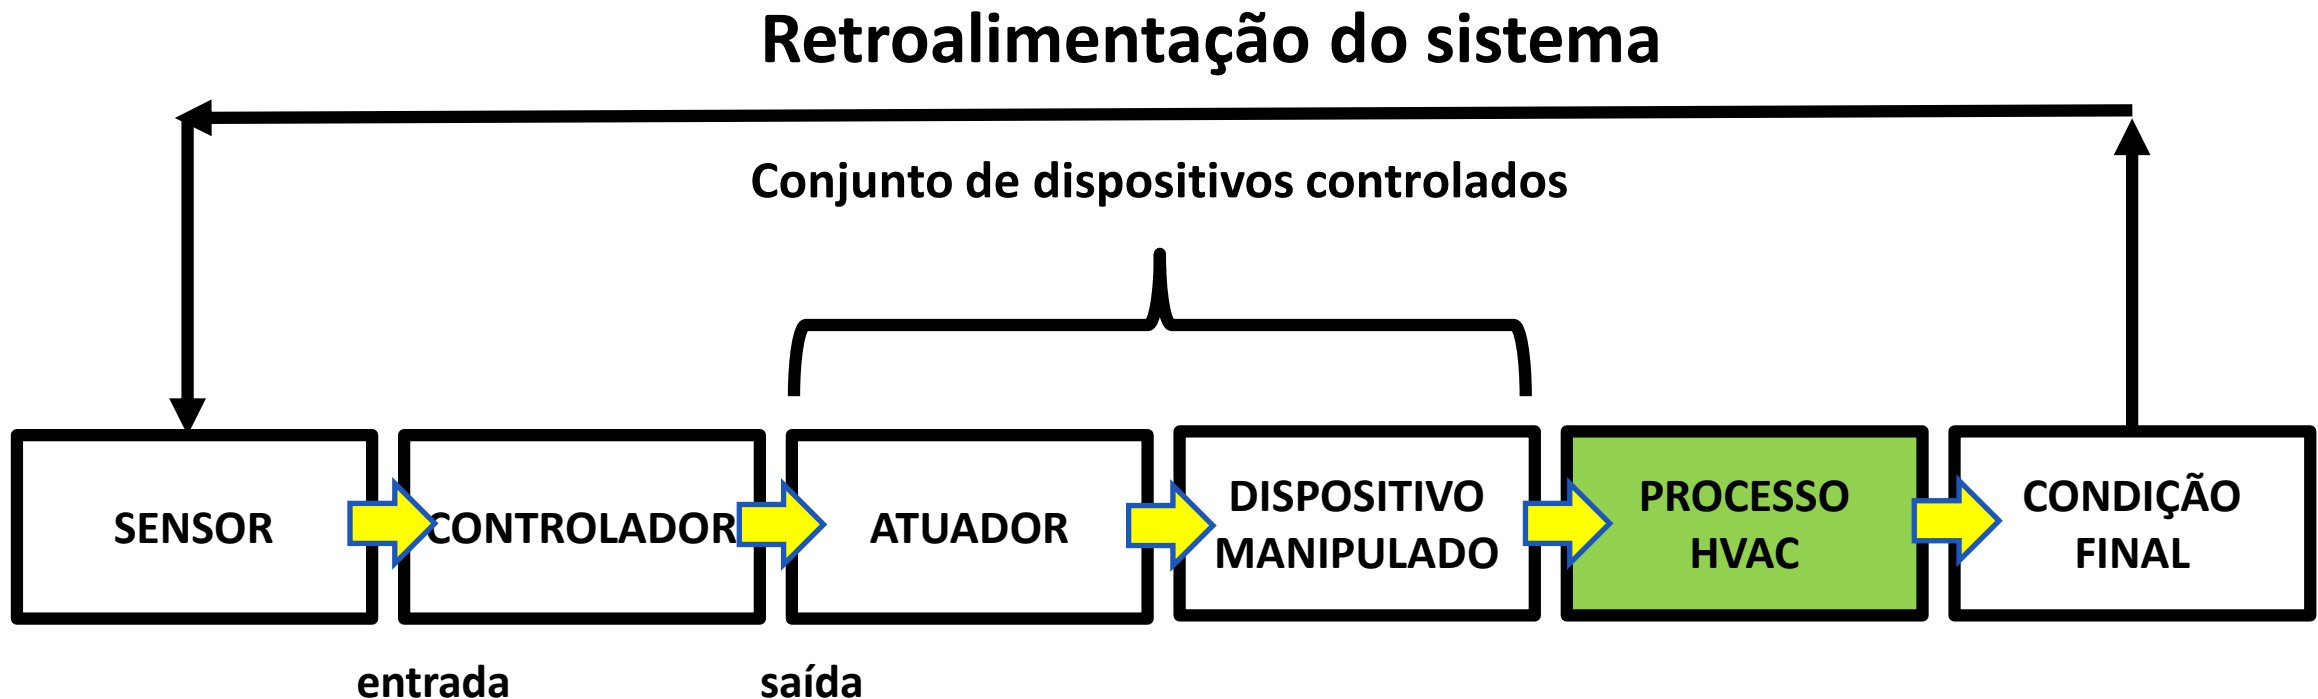 Retroalimentação do sistema
Conjunto de dispositivos controlados
SENSOR
CONTROLADOR
ATUADOR
DISPOSITIVO
MANIPULADO
PROCESSO
HVAC
CONDIÇÃO
FINAL
entrada
saída